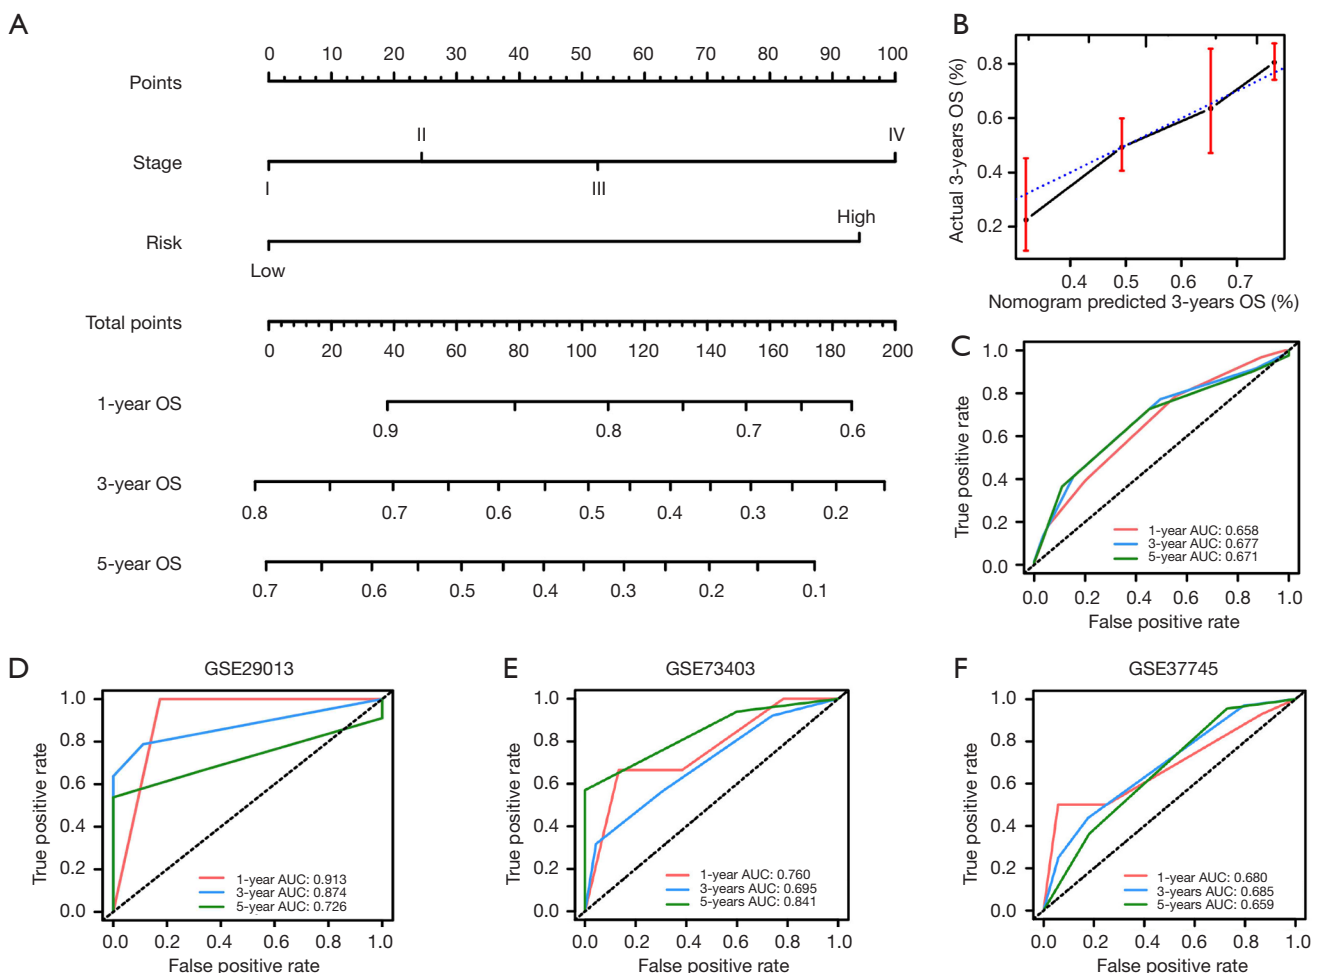 A
Points
0 10 20 30 40 50 60 70 80 90 100
Stage
II IV
I III
Risk
High
Low
Total points
0 20 40 60 80 100 120 140 160 180 200
1-year OS
0.9 0.8 0.7 0.6
3-year OS
0.8 0.7 0.6 0.5 0.4 0.3 0.2
5-year OS
0.7 0.6 0.5 0.4 0.3 0.2 0.1
B
Actual 3-years OS (%)
0.8
0.6
0.4
0.2
0.4 0.5 0.6 0.7
Nomogram predicted 3-years OS (%)
C
True positive rate
1.0
0.8
0.6
0.4
0.2
0.0
1-year AUC: 0.658
3-year AUC: 0.677
5-year AUC: 0.671
0.0 0.2 0.4 0.6 0.8 1.0
False positive rate
D
GSE29013
True positive rate
1.0
0.8
0.6
0.4
0.2
0.0
1-year AUC: 0.913
3-year AUC: 0.874
5-year AUC: 0.726
0.0 0.2 0.4 0.6 0.8 1.0
False positive rate
E
GSE73403
True positive rate
1.0
0.8
0.6
0.4
0.2
0.0
1-year AUC: 0.760
3-years AUC: 0.695
5-years AUC: 0.841
0.0 0.2 0.4 0.6 0.8 1.0
False positive rate
F
GSE37745
True positive rate
1.0
0.8
0.6
0.4
0.2
0.0
1-year AUC: 0.680
3-years AUC: 0.685
5-years AUC: 0.659
0.0 0.2 0.4 0.6 0.8 1.0
False positive rate